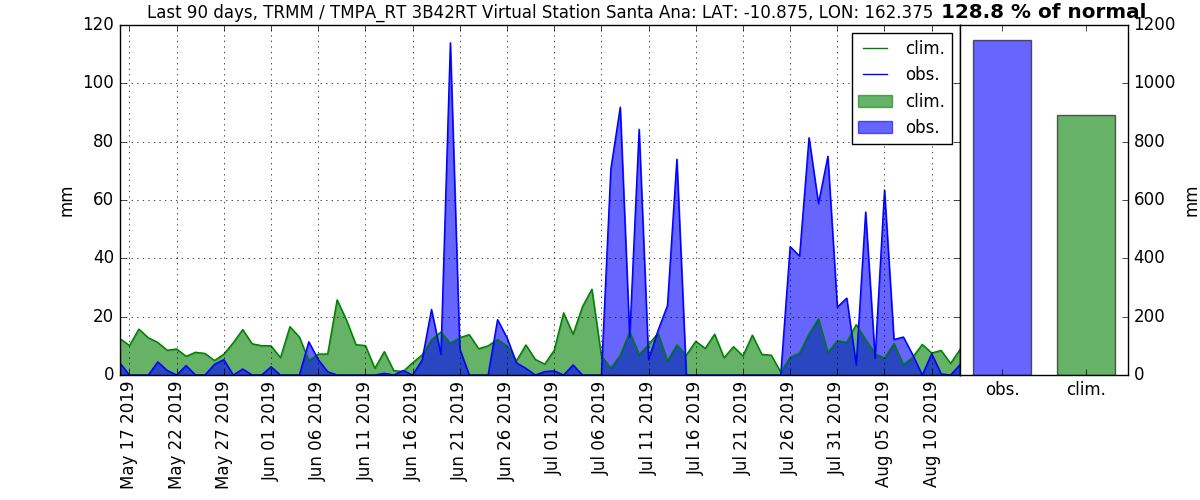 Last 90 days, TRMM / TMPA_RT 3B42RT Virtual Station Santa Ana: LAT: -10.875, LON: 162.375 128.8 % of normal
120
100
80
60
40
20
0
mm
clim.
obs.
clim.
obs.
May 17 2019
May 22 2019
May 27 2019
Jun 01 2019
Jun 06 2019
Jun 11 2019
Jun 16 2019
Jun 21 2019
Jun 26 2019
Jul 01 2019
Jul 06 2019
Jul 11 2019
Jul 16 2019
Jul 21 2019
Jul 26 2019
Jul 31 2019
Aug 05 2019
Aug 10 2019
1200
1000
800
600
400
200
0
mm
obs.
clim.